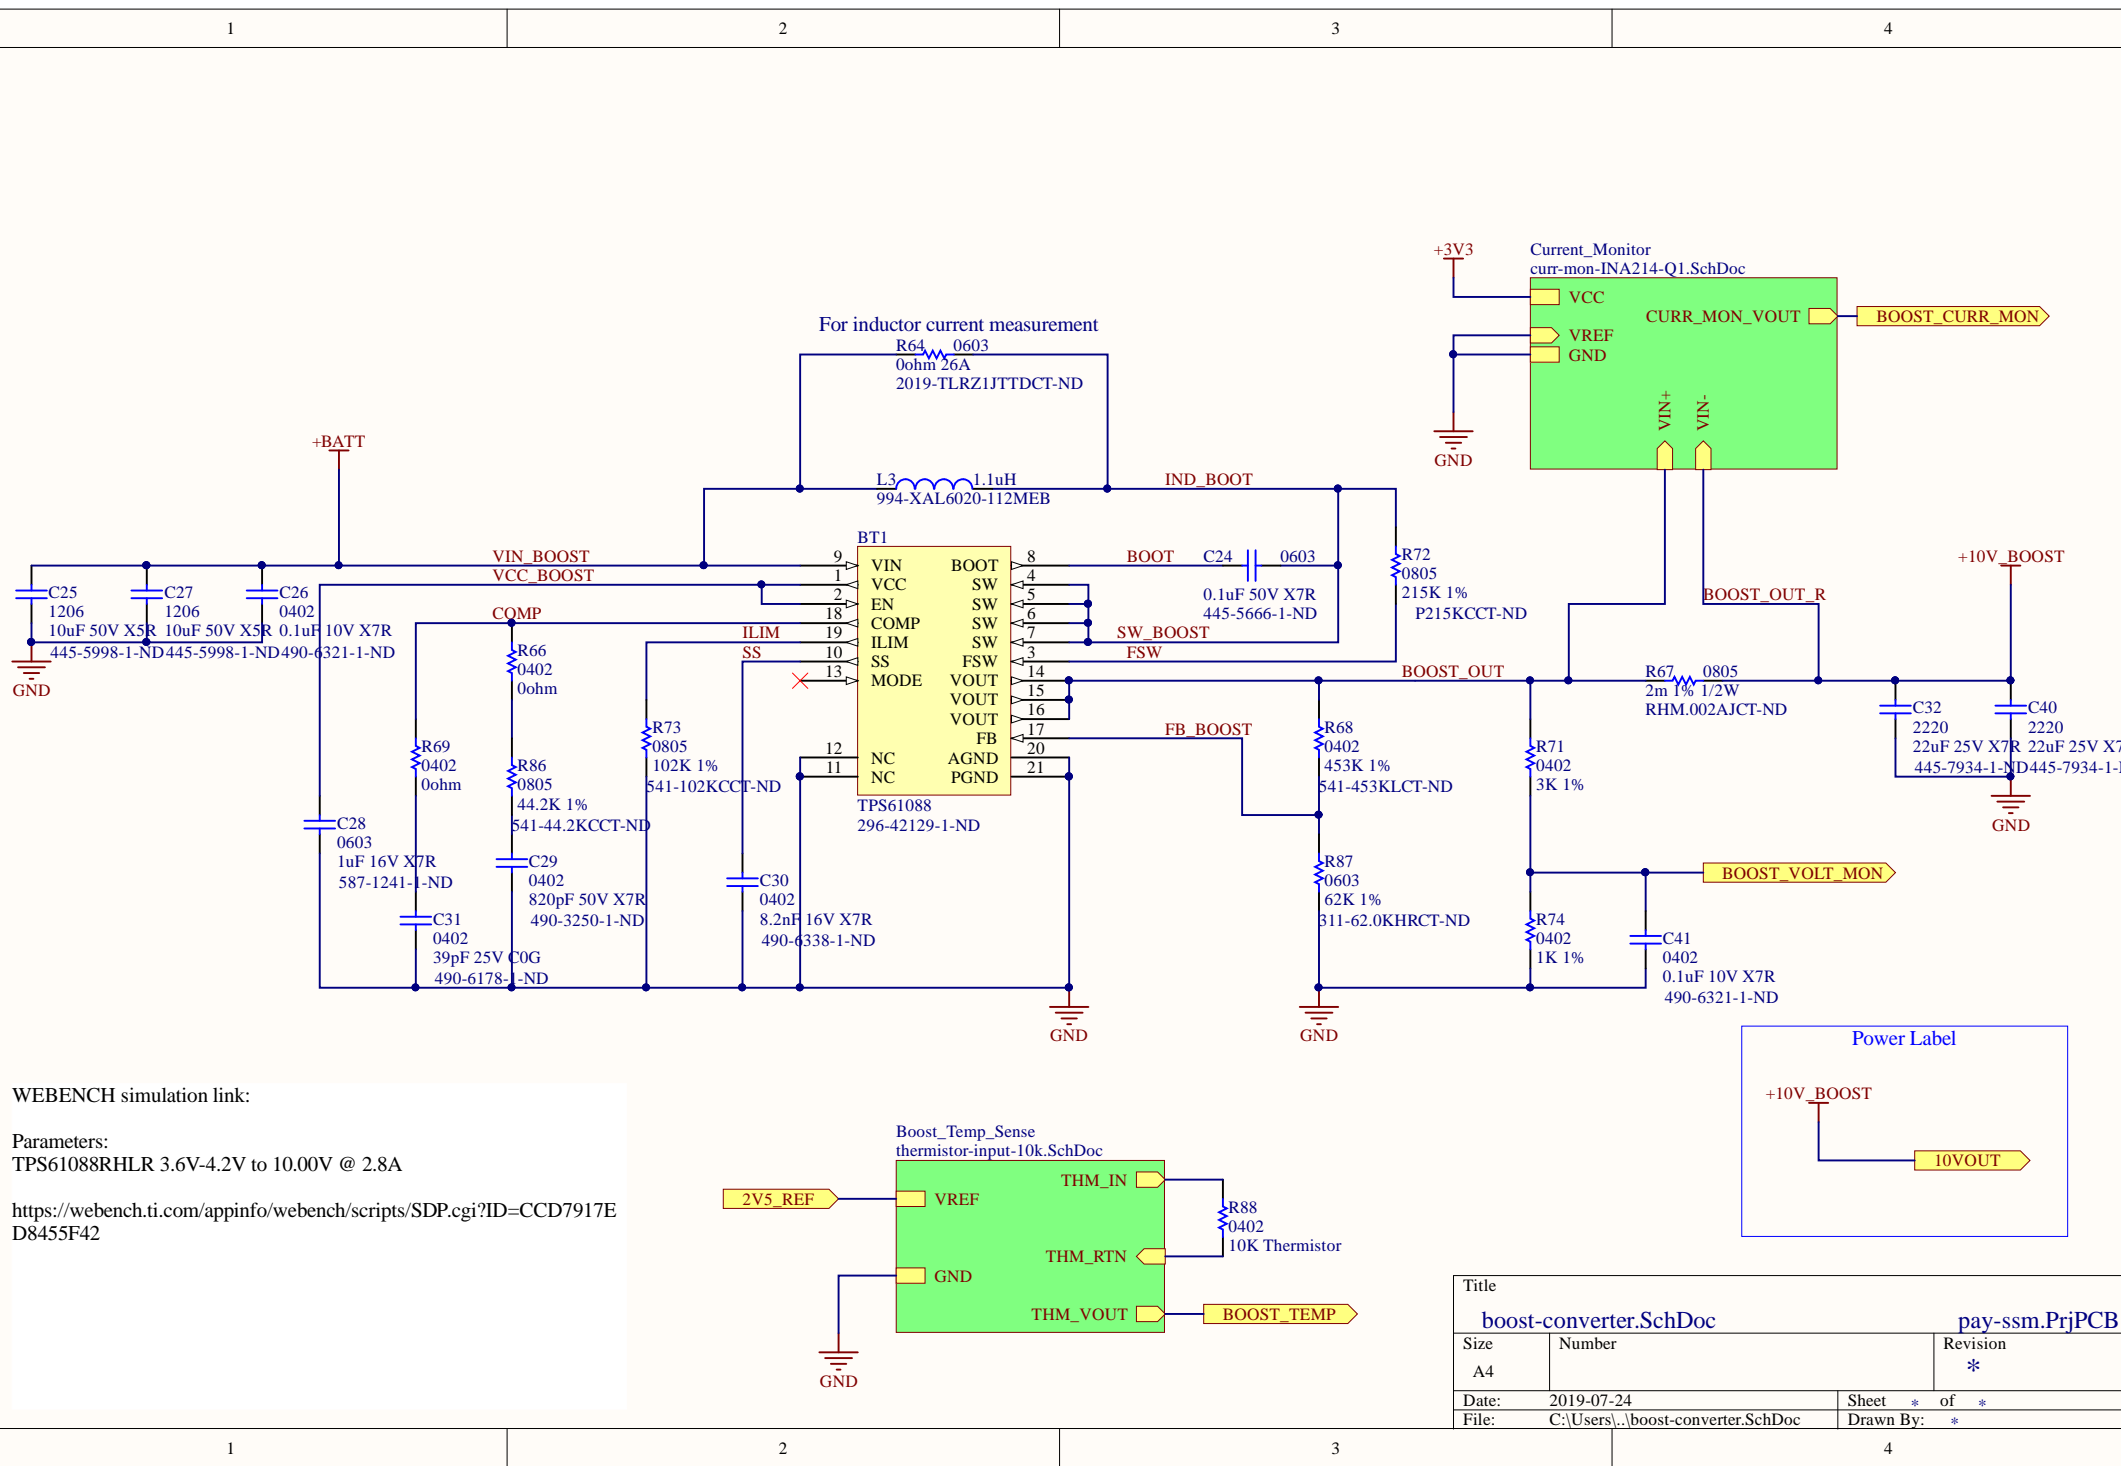 1
2
3
4
+3V3
Current_Monitor
curr-mon-INA214-Q1.SchDoc
VCC
VREF
GND
CURR_MON_VOUT
BOOST_CURR_MON
VIN+
VIN-
GND
For inductor current measurement
R64 0603
0ohm 26A
2019-TLRZ1JTTDCT-ND
+BATT
L3 1.1uH
994-XAL6020-112MEB
IND_BOOT
BT1
VIN_BOOST
VCC_BOOST
COMP
ILIM
SS
9 VIN
1 VCC
2 EN
18 COMP
19 ILIM
10 SS
13 MODE
12 NC
11 NC
BOOT 8
SW 4
SW 5
SW 6
SW 7
FSW 3
VOUT 14
VOUT 15
VOUT 16
FB 17
AGND 20
PGND 21
TPS61088
296-42129-1-ND
BOOT
C24 0603
0.1uF 50V X7R
445-5666-1-ND
SW_BOOST
FSW
R72
0805
215K 1%
P215KCCT-ND
BOOST_OUT
FB_BOOST
BOOST_OUT_R
+10V_BOOST
C25
1206
10uF 50V X5R
445-5998-1-ND
C27
1206
10uF 50V X5R
445-5998-1-ND
C26
0402
0.1uF 10V X7R
490-6321-1-ND
GND
R66
0402
0ohm
R69
0402
0ohm
R86
0805
44.2K 1%
541-44.2KCCT-ND
R73
0805
102K 1%
541-102KCCT-ND
C28
0603
1uF 16V X7R
587-1241-1-ND
C29
0402
820pF 50V X7R
490-3250-1-ND
C30
0402
8.2nF 16V X7R
490-6338-1-ND
C31
0402
39pF 25V C0G
490-6178-1-ND
GND
R68
0402
453K 1%
541-453KLCT-ND
R87
0603
62K 1%
311-62.0KHRCT-ND
GND
R71
0402
3K 1%
R74
0402
1K 1%
R67 0805
2m 1% 1/2W
RHM.002AJCT-ND
BOOST_VOLT_MON
C41
0402
0.1uF 10V X7R
490-6321-1-ND
C32
2220
22uF 25V X7R
445-7934-1-ND
C40
2220
22uF 25V X7
445-7934-1-
GND
Power Label
+10V_BOOST
10VOUT
WEBENCH simulation link:
Parameters:
TPS61088RHLR 3.6V-4.2V to 10.00V @ 2.8A
https://webench.ti.com/appinfo/webench/scripts/SDP.cgi?ID=CCD7917E
D8455F42
Boost_Temp_Sense
thermistor-input-10k.SchDoc
2V5_REF
VREF
GND
THM_IN
THM_RTN
THM_VOUT
R88
0402
10K Thermistor
BOOST_TEMP
GND
Title
boost-converter.SchDoc pay-ssm.PrjPCB
Size Number Revision
A4 *
Date: 2019-07-24 Sheet * of *
File: C:\Users\..\boost-converter.SchDoc Drawn By: *
1
2
3
4